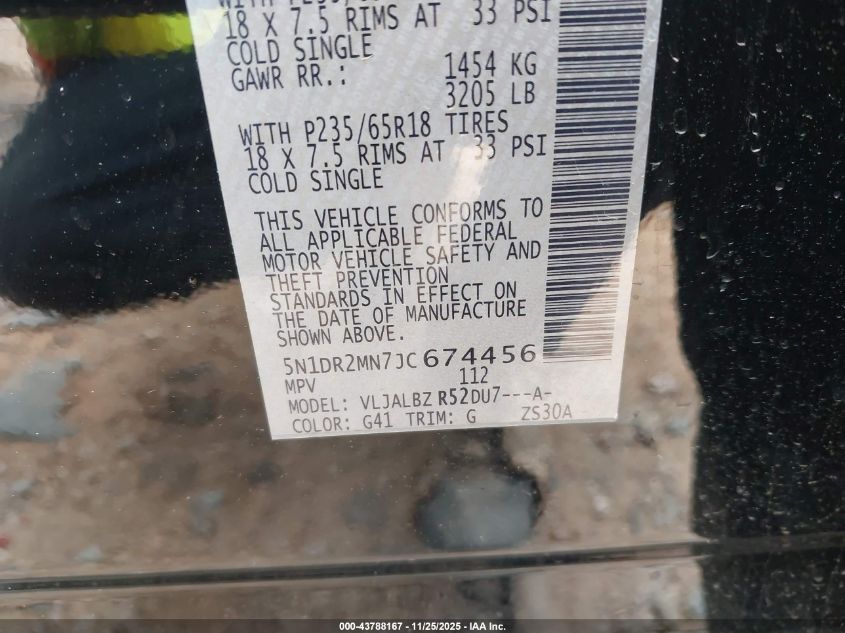 18 X 7.5 RIMS AT 33 PSI
COLD SINGLE
GAWR RR.: 1454 KG
3205 LB
WITH P235/65R18 TIRES
18 X 7.5 RIMS AT 33 PSI
COLD SINGLE
THIS VEHICLE CONFORMS TO
ALL APPLICABLE FEDERAL
MOTOR VEHICLE SAFETY AND
THEFT PREVENTION
STANDARDS IN EFFECT ON
THE DATE OF MANUFACTURE
SHOWN ABOVE.
5N1DR2MN7JC674456
MPV 112
MODEL: VLJALBZ R52DU7---A-
COLOR: G41 TRIM: G ZS30A
000-43788167 - 11/25/2025 - IAA Inc.